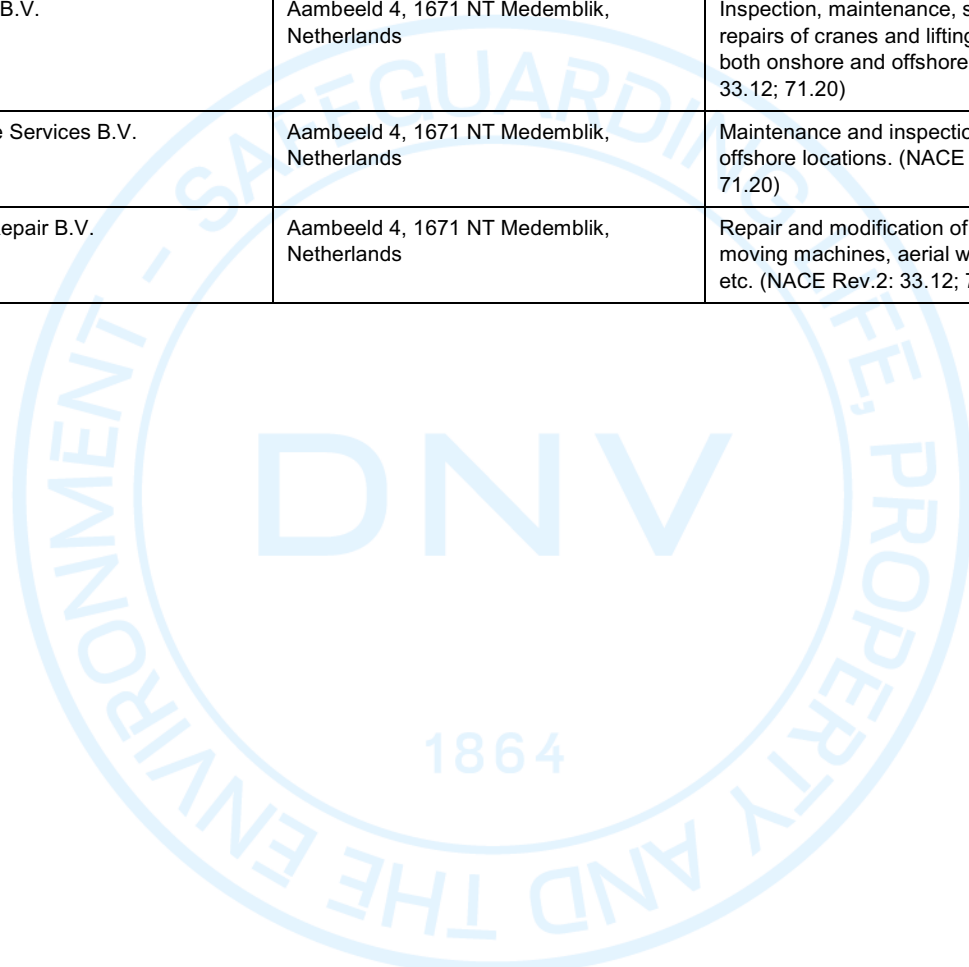 B.V.
Aambeeld 4, 1671 NT Medemblik,
Netherlands
Inspection, maintenance, s
repairs of cranes and lifting
both onshore and offshore
33.12; 71.20)
e Services B.V.
Aambeeld 4, 1671 NT Medemblik,
Netherlands
Maintenance and inspectio
offshore locations. (NACE
71.20)
epair B.V.
Aambeeld 4, 1671 NT Medemblik,
Netherlands
Repair and modification of
moving machines, aerial w
etc. (NACE Rev.2: 33.12; 7
SAFEGUARDING LIFE, PROPERTY AND THE ENVIRONMENT -
DNV
1864